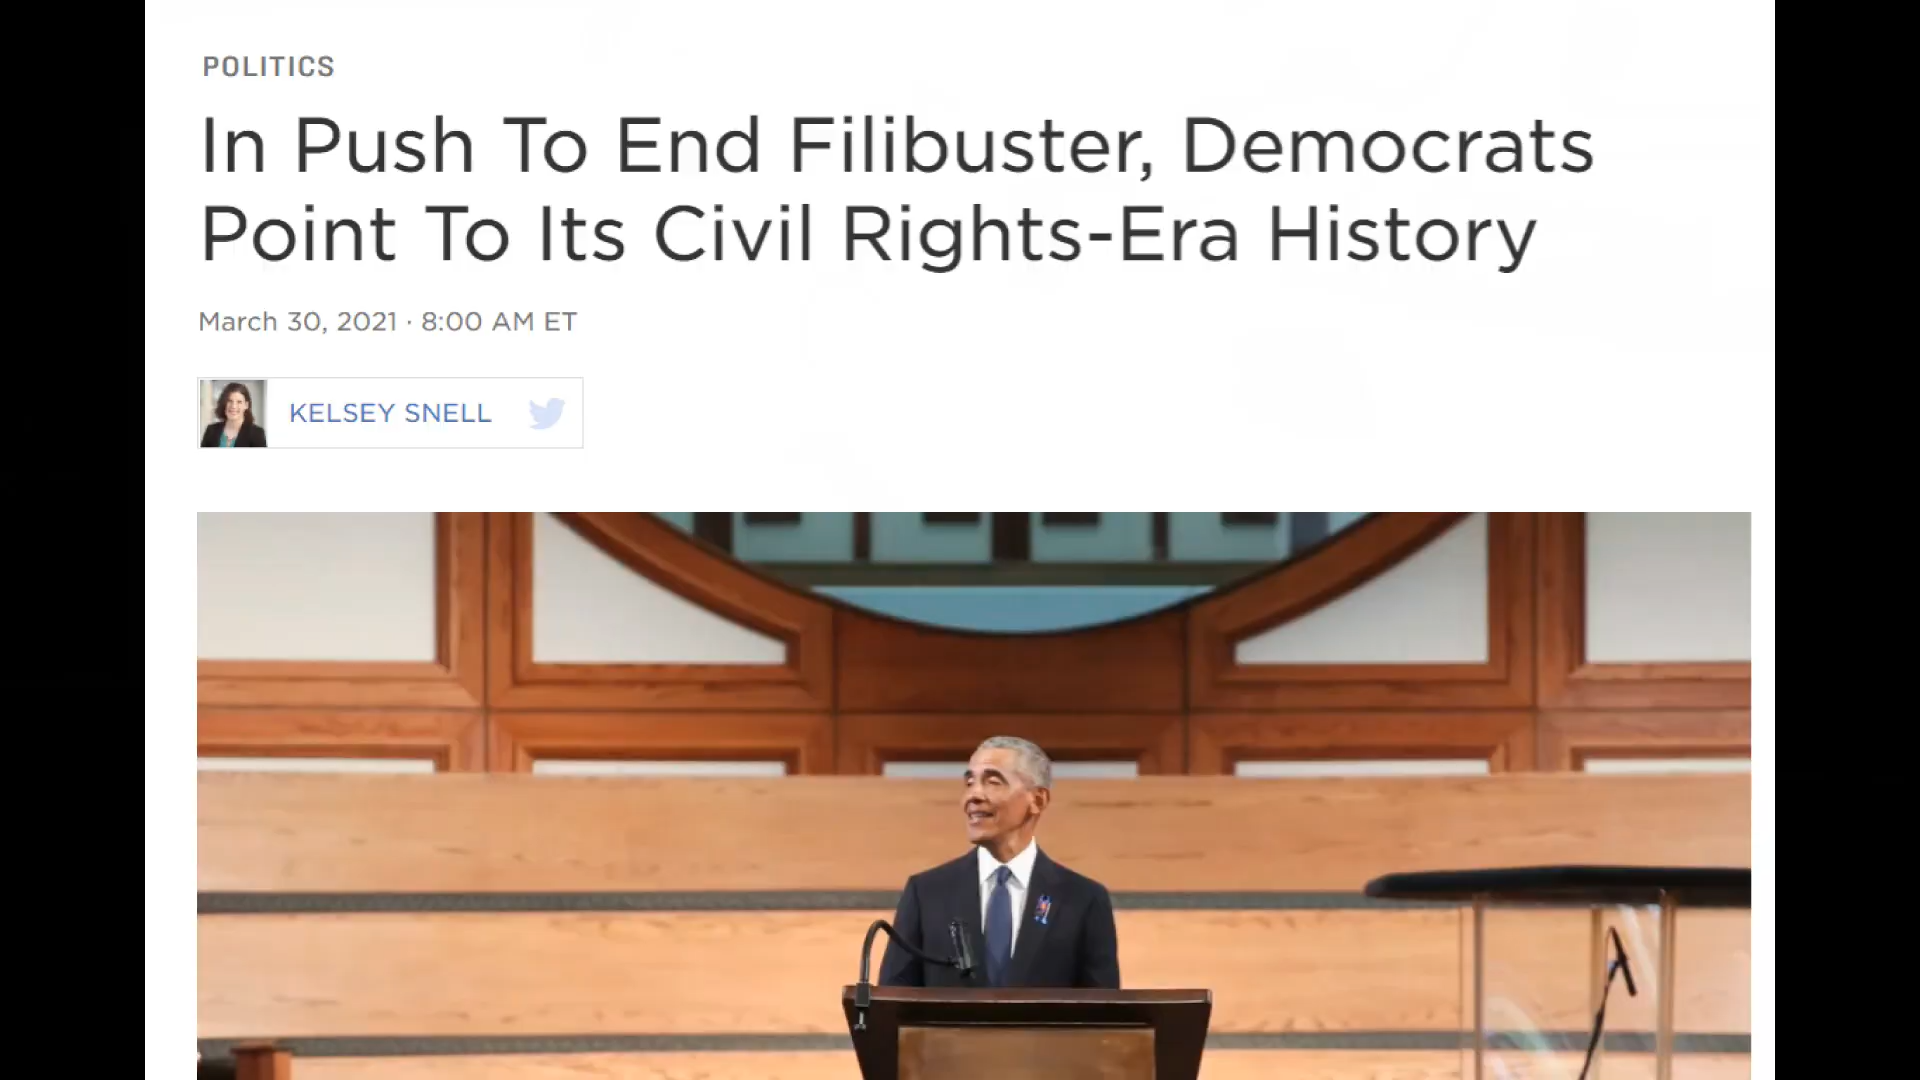 POLITICS
In Push To End Filibuster, Democrats
Point To Its Civil Rights-Era History
March 30, 2021 · 8:00 AM ET
KELSEY SNELL